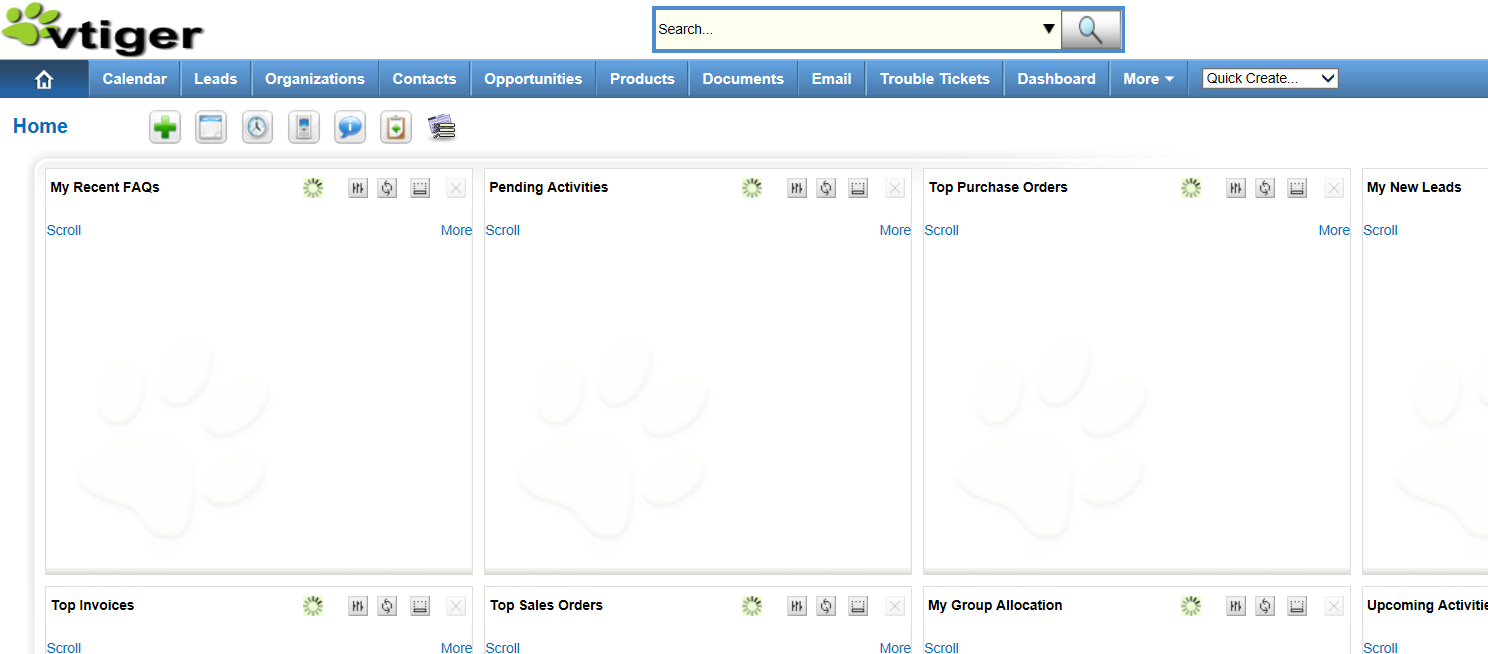 vtiger
Search...
Calendar Leads Organizations Contacts Opportunities Products Documents Email Trouble Tickets Dashboard More Quick Create...
Home
My Recent FAQs Pending Activities Top Purchase Orders My New Leads
Scroll More Scroll More Scroll More Scroll
Top Invoices Top Sales Orders My Group Allocation Upcoming Activitie
Scroll More Scroll More Scroll More Scroll